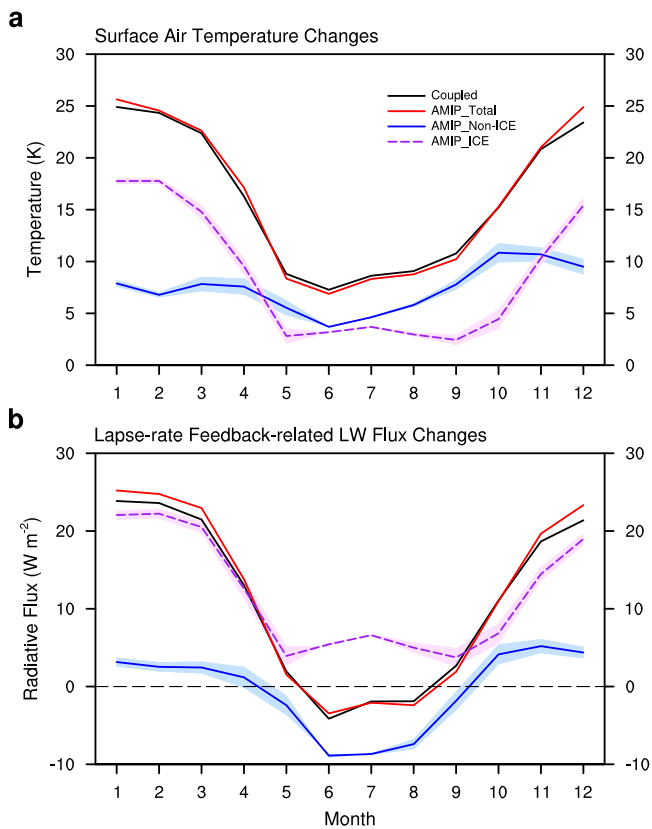 a
Surface Air Temperature Changes
30 30
25 25
20 20
15 15
10 10
5 5
0 0
Temperature (K)
Coupled
AMIP_Total
AMIP_Non-ICE
AMIP_ICE
1 2 3 4 5 6 7 8 9 10 11 12
b
Lapse-rate Feedback-related LW Flux Changes
30 30
20 20
10 10
0 0
-10 -10
Radiative Flux (W m⁻²)
1 2 3 4 5 6 7 8 9 10 11 12
Month